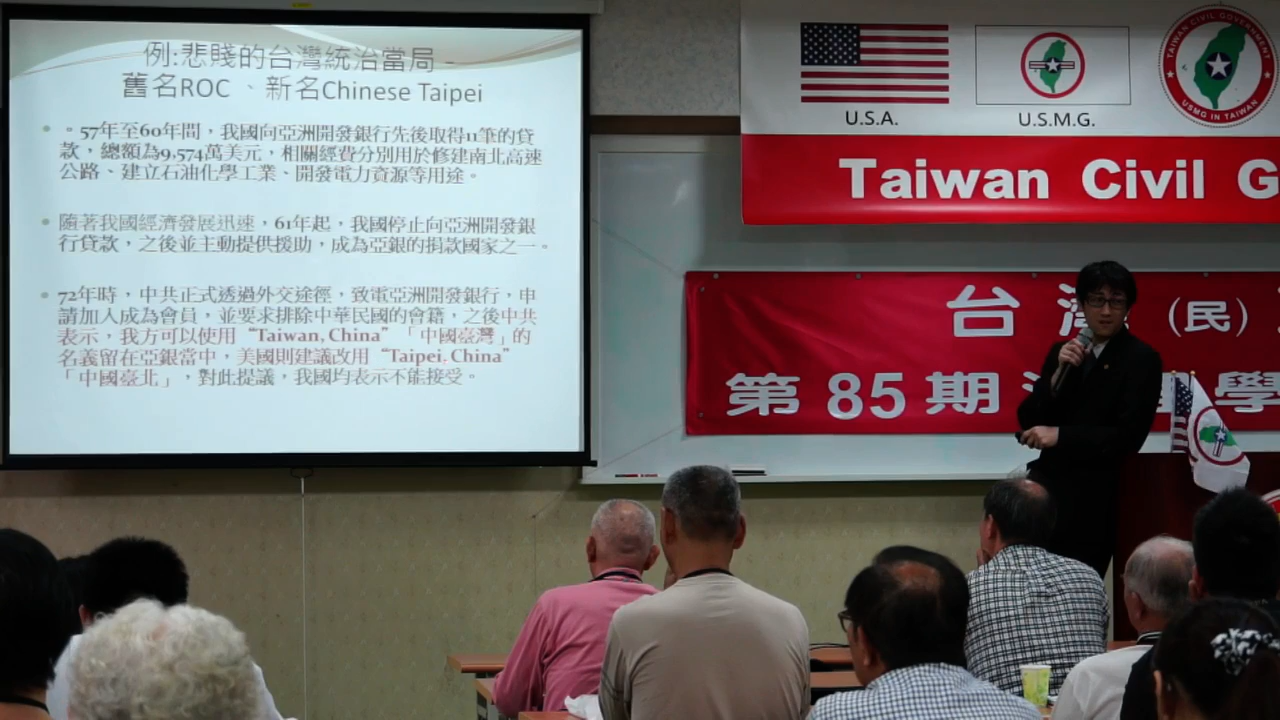 例:悲賤的台灣統治當局 -
舊名ROC 、新名Chinese Taipei
• 。57年至60年間，我國向亞洲開發銀行先後取得11筆的貸
款，總額為9,574萬美元，相關經費分別用於修建南北高速
公路、建立石油化學工業、開發電力資源等用途。
• 隨著我國經濟發展迅速，61年起，我國停止向亞洲開發銀
行貸款，之後並主動提供援助，成為亞銀的捐款國家之一。
• 72年時，中共正式透過外交途徑，致電亞洲開發銀行，申
請加入成為會員，並要求排除中華民國的會籍，之後中共
表示，我方可以使用“Taiwan, China”「中國臺灣」的
名義留在亞銀當中，美國則建議改用“Taipei. China”
「中國臺北」，對此提議，我國均表示不能接受。
U.S.A.
U.S.M.G.
TAIWAN CIVIL GOVERNMENT
USMG IN TAIWAN
Taiwan Civil G
台 (民)
第 85 期 學